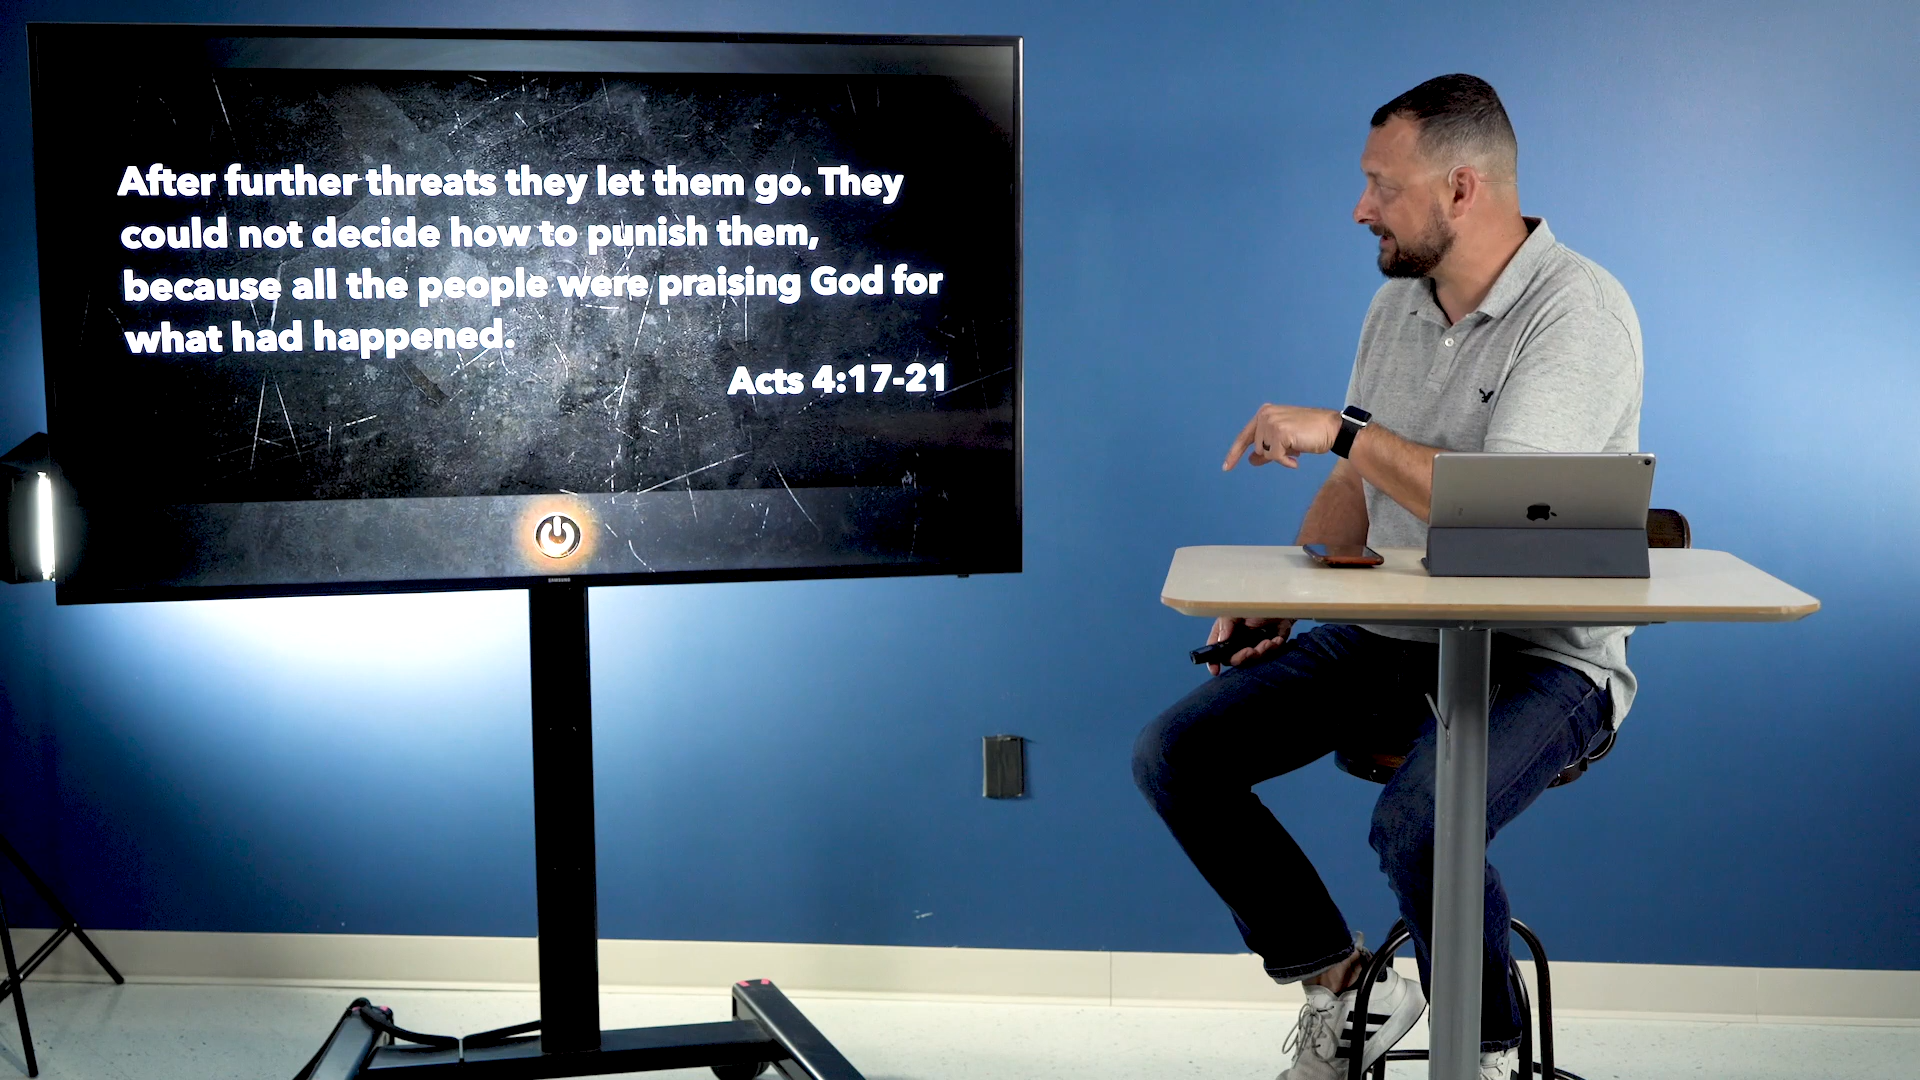 After further threats they let them go. They
could not decide how to punish them,
because all the people were praising God for
what had happened.
Acts 4:17-21
SAMSUNG